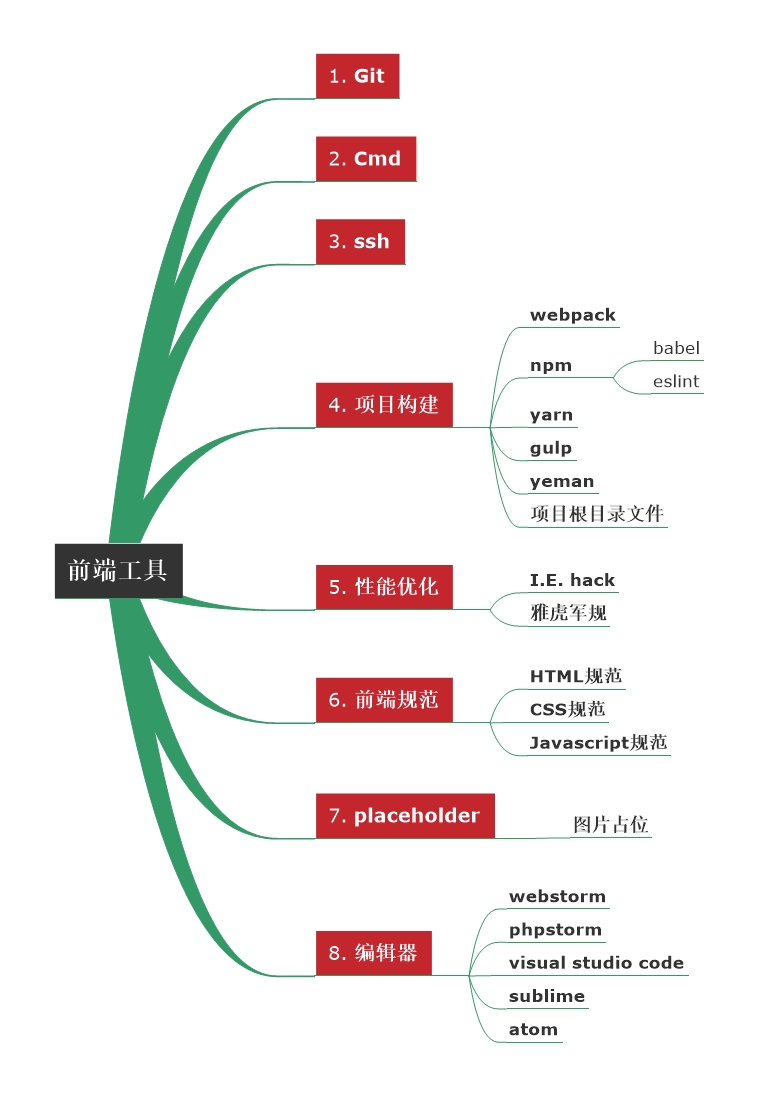 1. Git
2. Cmd
3. ssh
webpack
babel
npm
eslint
4. 项目构建
yarn
gulp
yeman
项目根目录文件
前端工具
5. 性能优化
I.E. hack
雅虎军规
HTML规范
6. 前端规范
CSS规范
Javascript规范
7. placeholder
图片占位
webstorm
phpstorm
8. 编辑器
visual studio code
sublime
atom